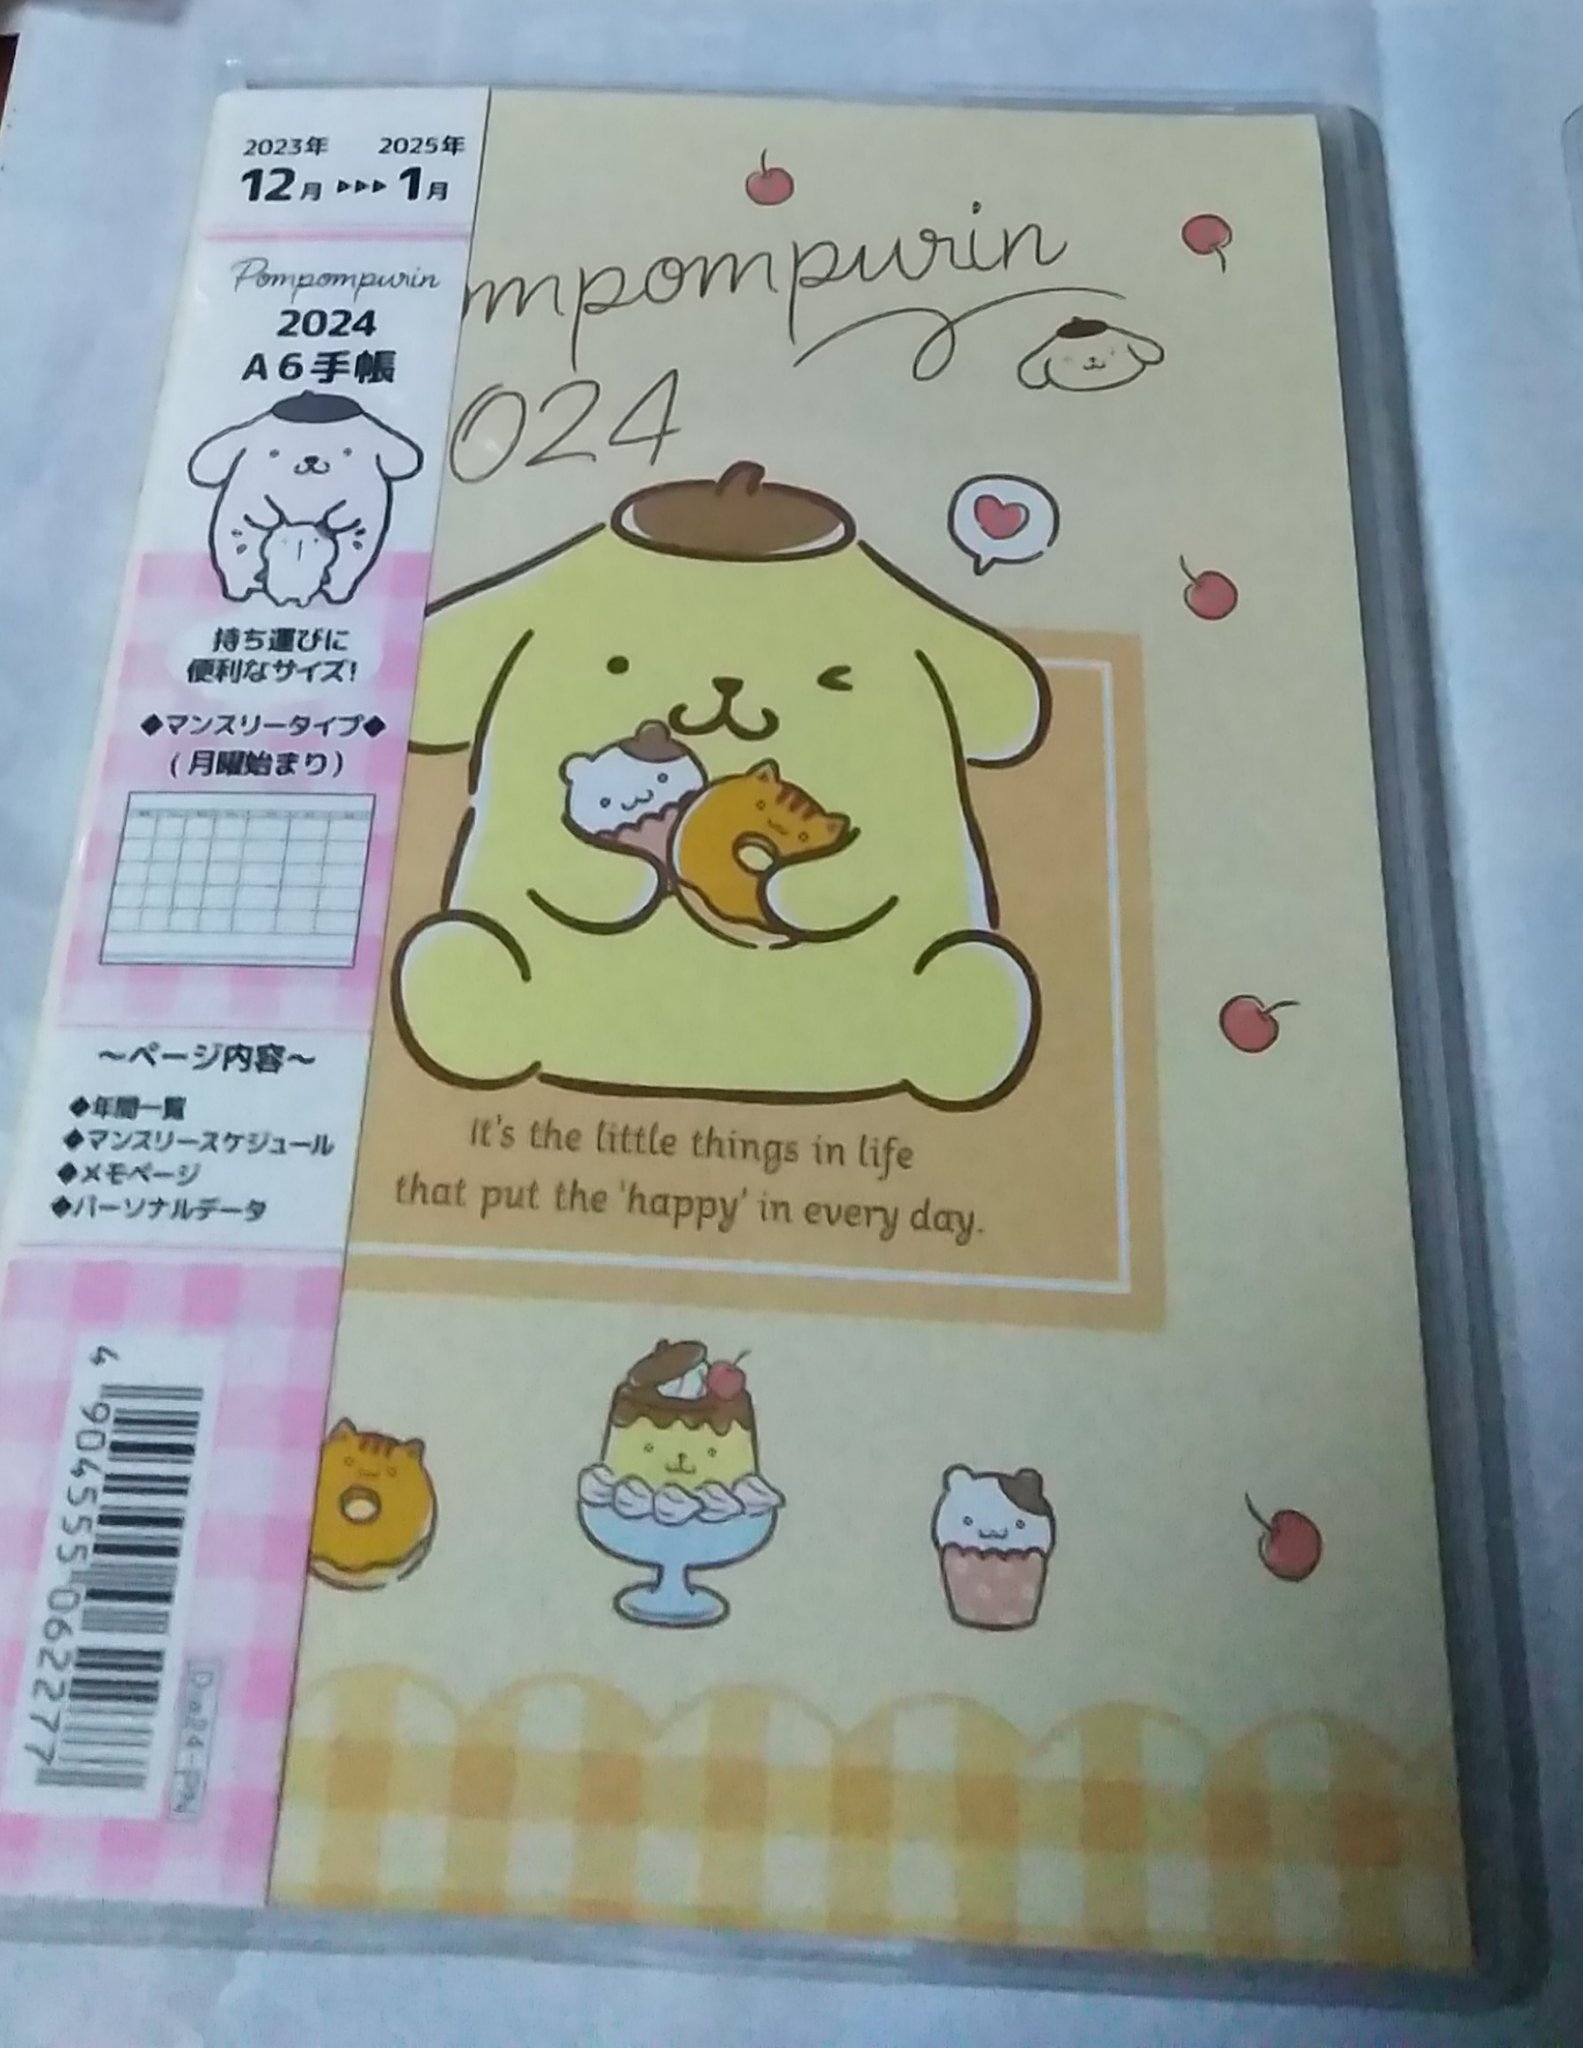 2023年 2025年
12月 ▷▷▷ 1月
Pompompurin
2024
A6手帳
持ち運びに
便利なサイズ!
◆マンスリータイプ◆
(月曜始まり)
~ページ内容~
◆年間一覧
◆マンスリースケジュール
◆メモページ
◆パーソナルデータ
4 904555 062277
ompompurin
024
It's the little things in life
that put the 'happy' in every day.